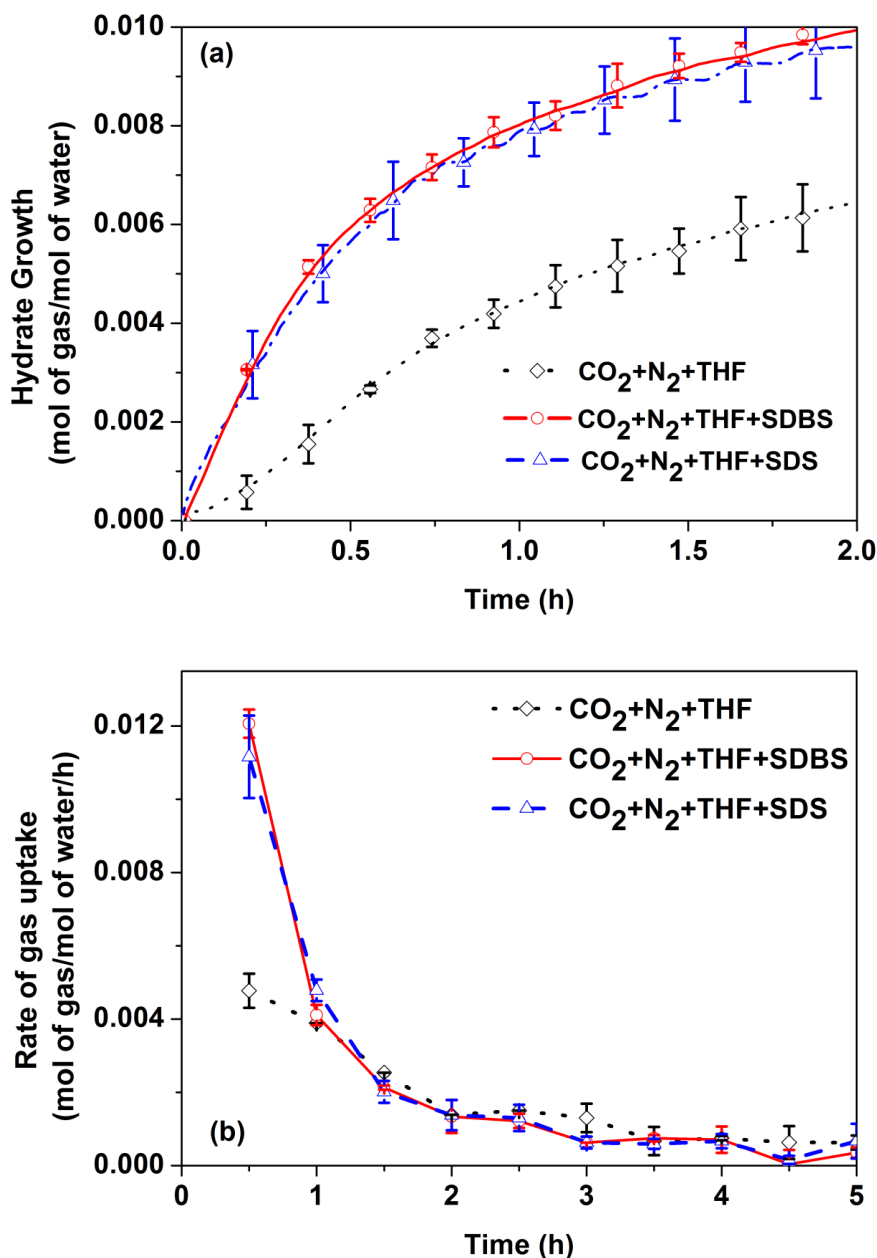 (a)
0.010
0.008
0.006
0.004
0.002
0.000
Hydrate Growth
(mol of gas/mol of water)
CO2+N2+THF
CO2+N2+THF+SDBS
CO2+N2+THF+SDS
0.0 0.5 1.0 1.5 2.0
Time (h)
0.012
0.008
0.004
0.000
Rate of gas uptake
(mol of gas/mol of water/h)
CO2+N2+THF
CO2+N2+THF+SDBS
CO2+N2+THF+SDS
(b)
0 1 2 3 4 5
Time (h)